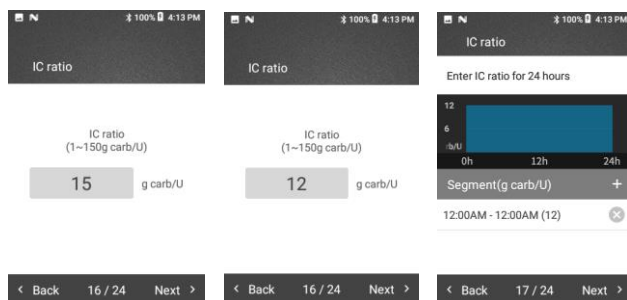 100% 4:13 PM
IC ratio
IC ratio
(1~150g carb/U)
15 g carb/U
< Back 16 / 24 Next >
100% 4:13 PM
IC ratio
IC ratio
(1~150g carb/U)
12 g carb/U
< Back 16 / 24 Next >
100% 4:13 PM
IC ratio
Enter IC ratio for 24 hours
12
6
:b/U
0h 12h 24h
Segment(g carb/U) +
12:00AM - 12:00AM (12)
< Back 17 / 24 Next >